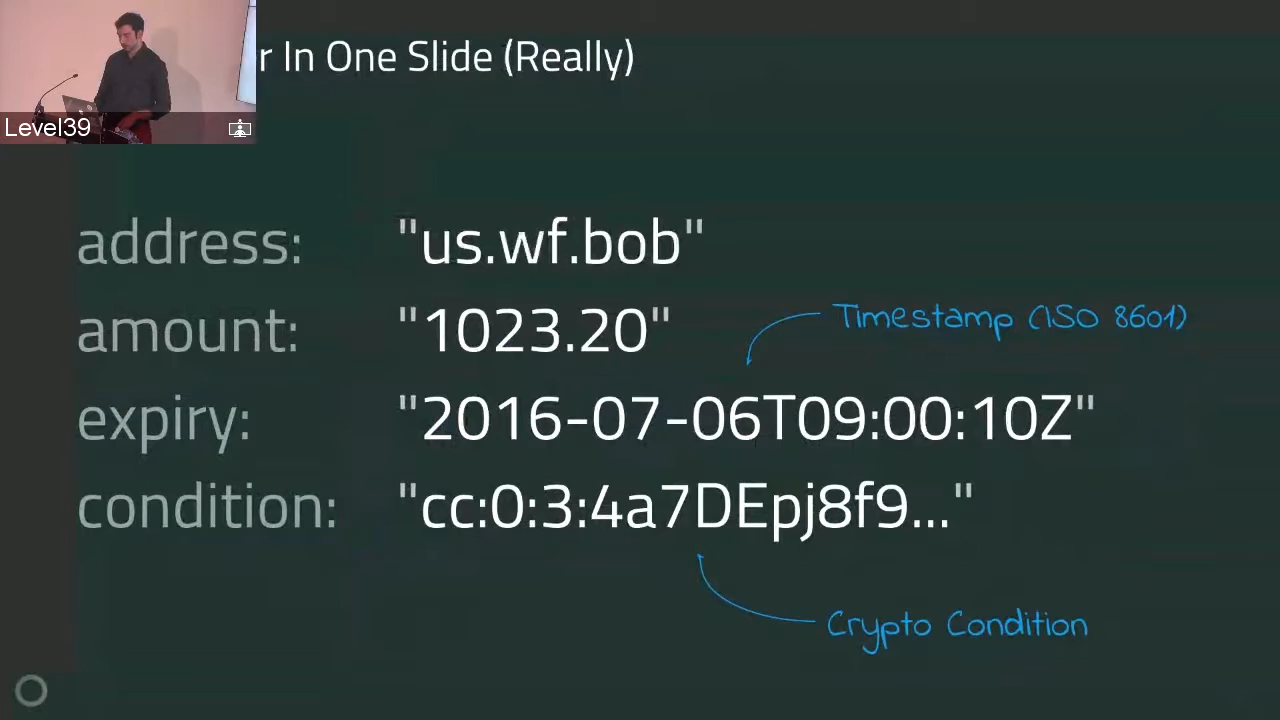 r In One Slide (Really)
Level39
address: "us.wf.bob"
amount: "1023.20"
Timestamp (ISO 8601)
expiry: "2016-07-06T09:00:10Z"
condition: "cc:0:3:4a7DEpj8f9..."
Crypto Condition